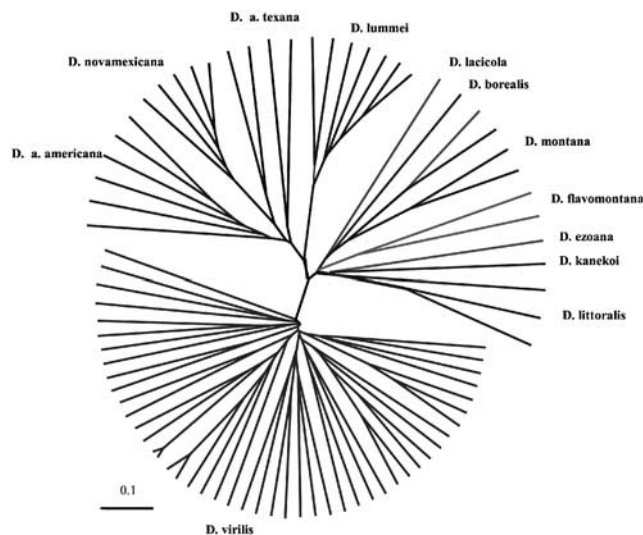 D. a. texana
D. lummei
D. novamexicana
D. lacicola
D. borealis
D. a. americana
D. montana
D. flavomontana
D. ezoana
D. kanekoi
D. littoralis
0.1
D. virilis